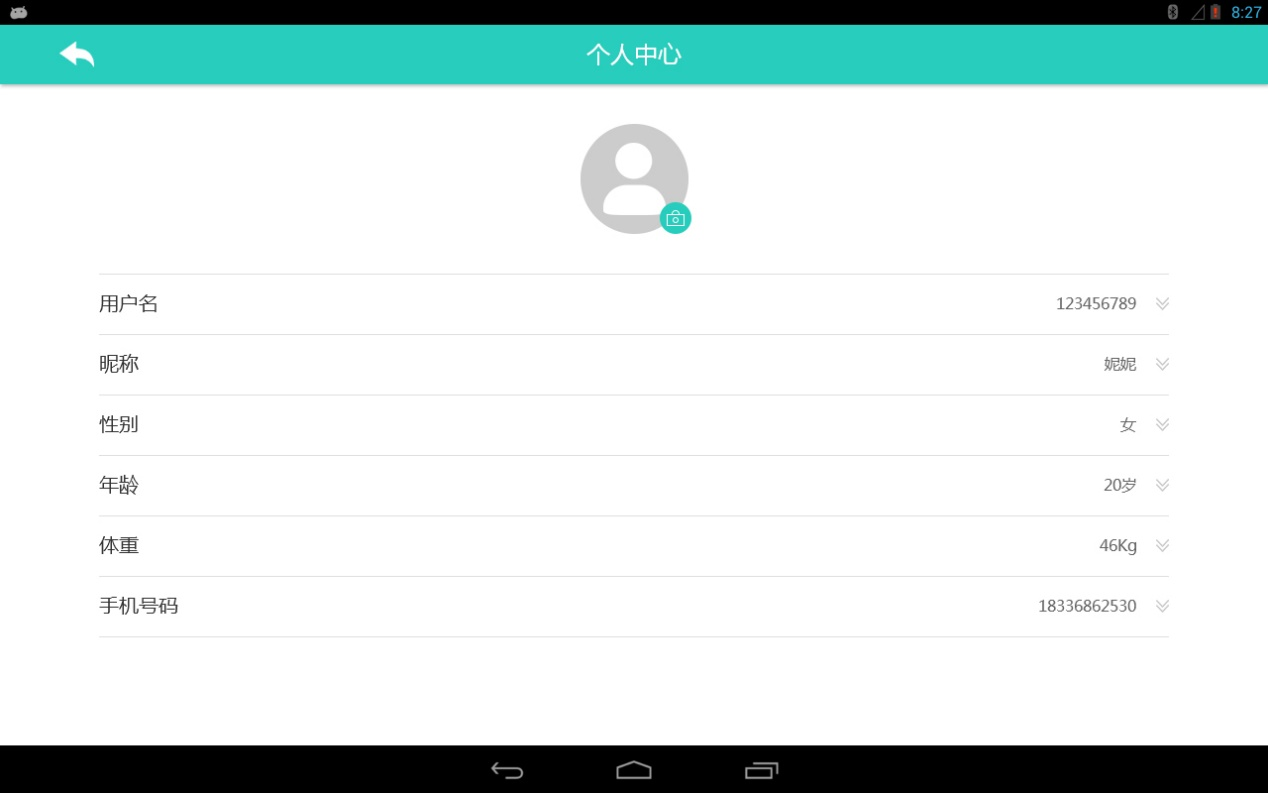 8:27
个人中心
用户名 123456789
昵称 妮妮
性别 女
年龄 20岁
体重 46Kg
手机号码 18336862530